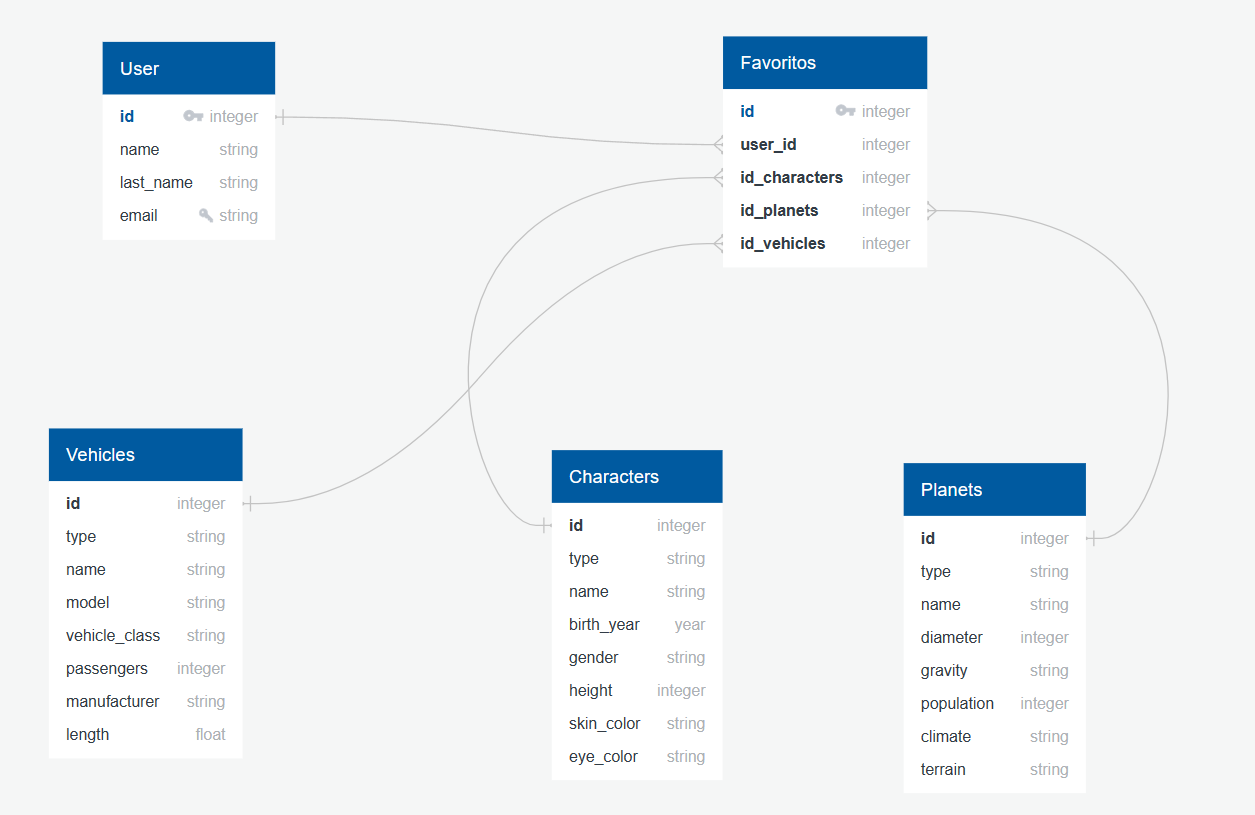 User
id integer
name string
last_name string
email string
Favoritos
id integer
user_id integer
id_characters integer
id_planets integer
id_vehicles integer
Vehicles
id integer
type string
name string
model string
vehicle_class string
passengers integer
manufacturer string
length float
Characters
id integer
type string
name string
birth_year year
gender string
height integer
skin_color string
eye_color string
Planets
id integer
type string
name string
diameter integer
gravity string
population integer
climate string
terrain string